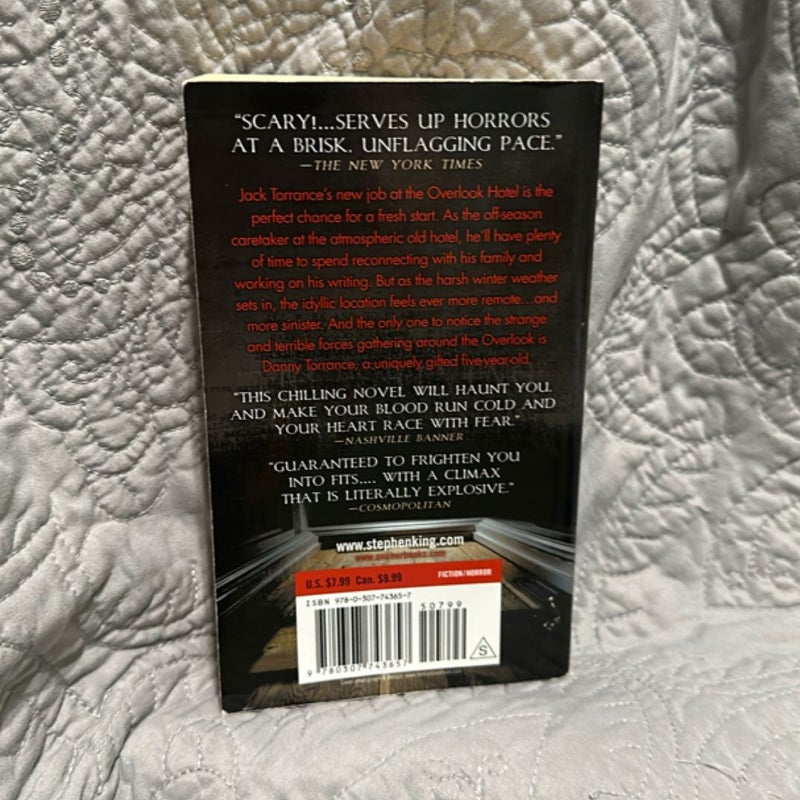 "SCARY!...SERVES UP HORRORS
AT A BRISK, UNFLAGGING PACE."
—THE NEW YORK TIMES
Jack Torrance's new job at the Overlook Hotel is the
perfect chance for a fresh start. As the off-season
caretaker at the atmospheric old hotel, he'll have plenty
of time to spend reconnecting with his family and
working on his writing. But as the harsh winter weather
sets in, the idyllic location feels ever more remote...and
more sinister. And the only one to notice the strange
and terrible forces gathering around the Overlook is
Danny Torrance, a uniquely gifted five-year-old.
"THIS CHILLING NOVEL WILL HAUNT YOU,
AND MAKE YOUR BLOOD RUN COLD AND
YOUR HEART RACE WITH FEAR."
—NASHVILLE BANNER
"GUARANTEED TO FRIGHTEN YOU
INTO FITS.... WITH A CLIMAX
THAT IS LITERALLY EXPLOSIVE."
—COSMOPOLITAN
www.stephenking.com
www.anchorbooks.com
U.S. $7.99 Can. $9.99 FICTION/HORROR
ISBN 978-0-307-74365-7
50799
9 780307 743657
S